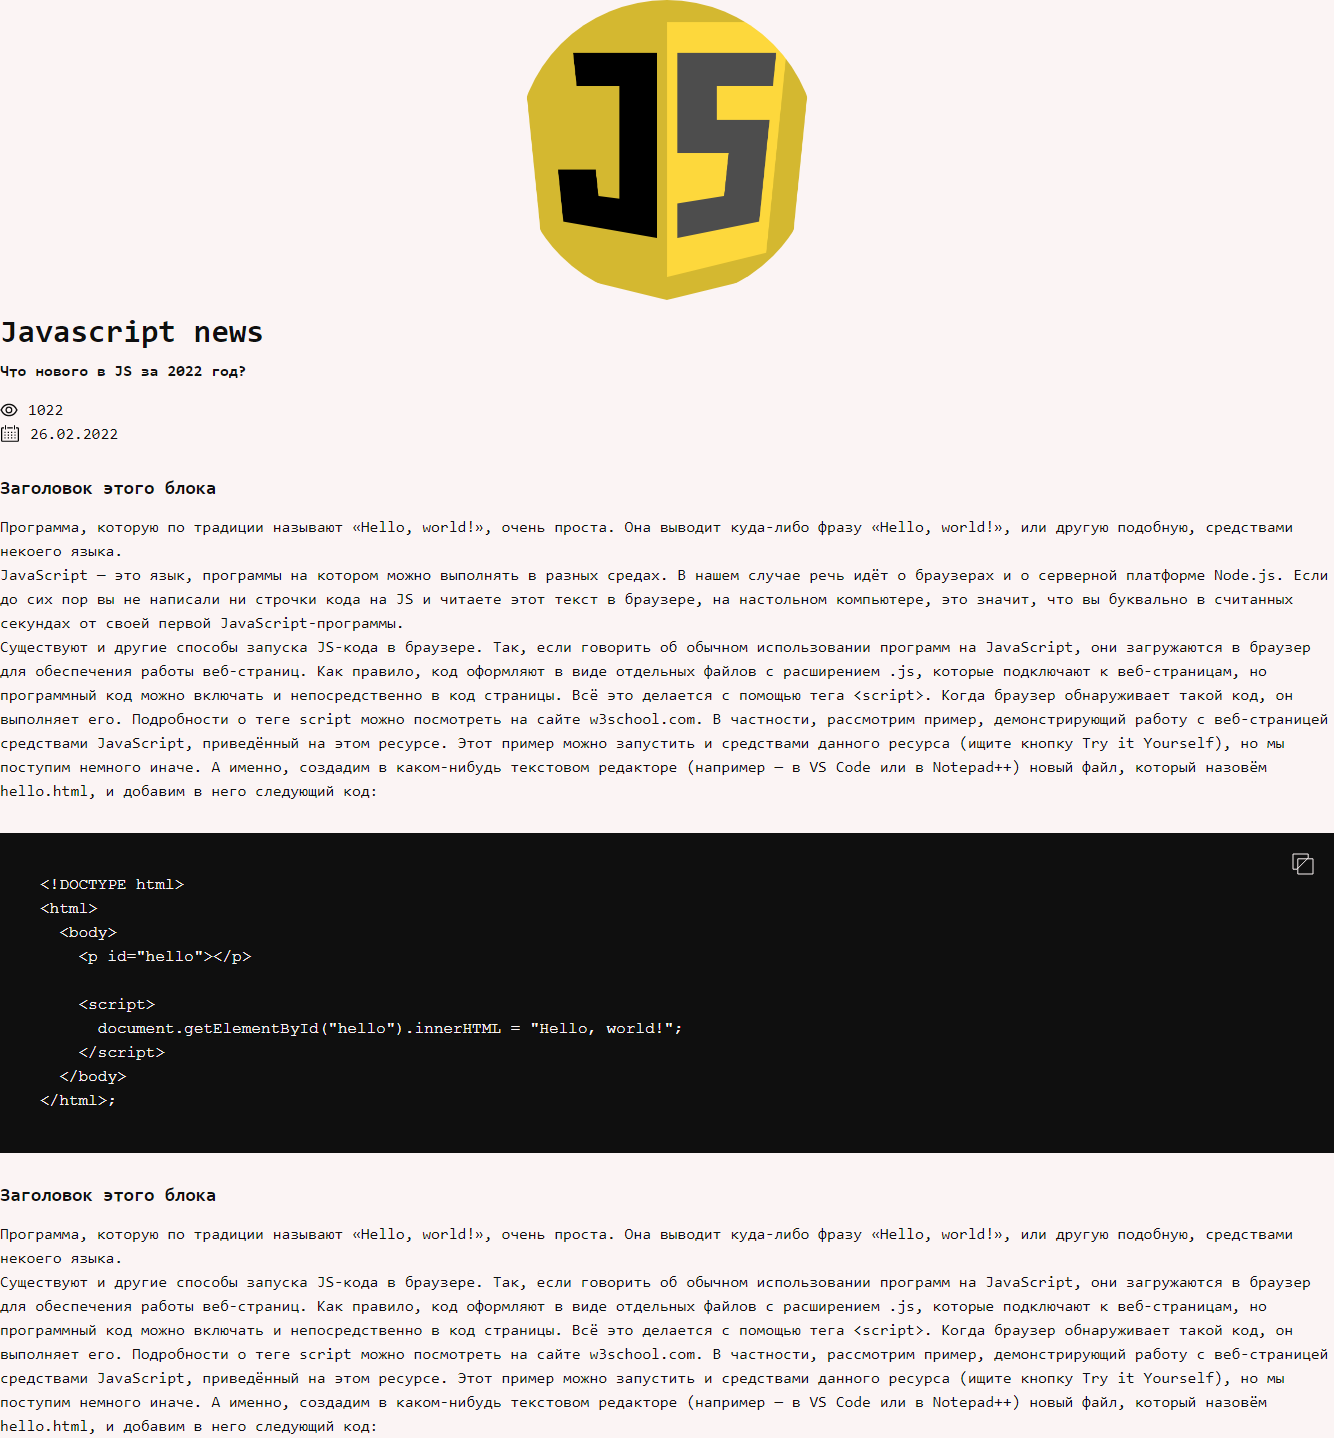 JS
Javascript news
Что нового в JS за 2022 год?
1022
26.02.2022
Заголовок этого блока
Программа, которую по традиции называют «Hello, world!», очень проста. Она выводит куда-либо фразу «Hello, world!», или другую подобную, средствами
некоего языка.
JavaScript — это язык, программы на котором можно выполнять в разных средах. В нашем случае речь идёт о браузерах и о серверной платформе Node.js. Если
до сих пор вы не написали ни строчки кода на JS и читаете этот текст в браузере, на настольном компьютере, это значит, что вы буквально в считанных
секундах от своей первой JavaScript-программы.
Существуют и другие способы запуска JS-кода в браузере. Так, если говорить об обычном использовании программ на JavaScript, они загружаются в браузер
для обеспечения работы веб-страниц. Как правило, код оформляют в виде отдельных файлов с расширением .js, которые подключают к веб-страницам, но
программный код можно включать и непосредственно в код страницы. Всё это делается с помощью тега <script>. Когда браузер обнаруживает такой код, он
выполняет его. Подробности о теге script можно посмотреть на сайте w3school.com. В частности, рассмотрим пример, демонстрирующий работу с веб-страницей
средствами JavaScript, приведённый на этом ресурсе. Этот пример можно запустить и средствами данного ресурса (ищите кнопку Try it Yourself), но мы
поступим немного иначе. А именно, создадим в каком-нибудь текстовом редакторе (например — в VS Code или в Notepad++) новый файл, который назовём
hello.html, и добавим в него следующий код:
<!DOCTYPE html>
<html>
<body>
<p id="hello"></p>
<script>
document.getElementById("hello").innerHTML = "Hello, world!";
</script>
</body>
</html>;
Заголовок этого блока
Программа, которую по традиции называют «Hello, world!», очень проста. Она выводит куда-либо фразу «Hello, world!», или другую подобную, средствами
некоего языка.
Существуют и другие способы запуска JS-кода в браузере. Так, если говорить об обычном использовании программ на JavaScript, они загружаются в браузер
для обеспечения работы веб-страниц. Как правило, код оформляют в виде отдельных файлов с расширением .js, которые подключают к веб-страницам, но
программный код можно включать и непосредственно в код страницы. Всё это делается с помощью тега <script>. Когда браузер обнаруживает такой код, он
выполняет его. Подробности о теге script можно посмотреть на сайте w3school.com. В частности, рассмотрим пример, демонстрирующий работу с веб-страницей
средствами JavaScript, приведённый на этом ресурсе. Этот пример можно запустить и средствами данного ресурса (ищите кнопку Try it Yourself), но мы
поступим немного иначе. А именно, создадим в каком-нибудь текстовом редакторе (например — в VS Code или в Notepad++) новый файл, который назовём
hello.html, и добавим в него следующий код: